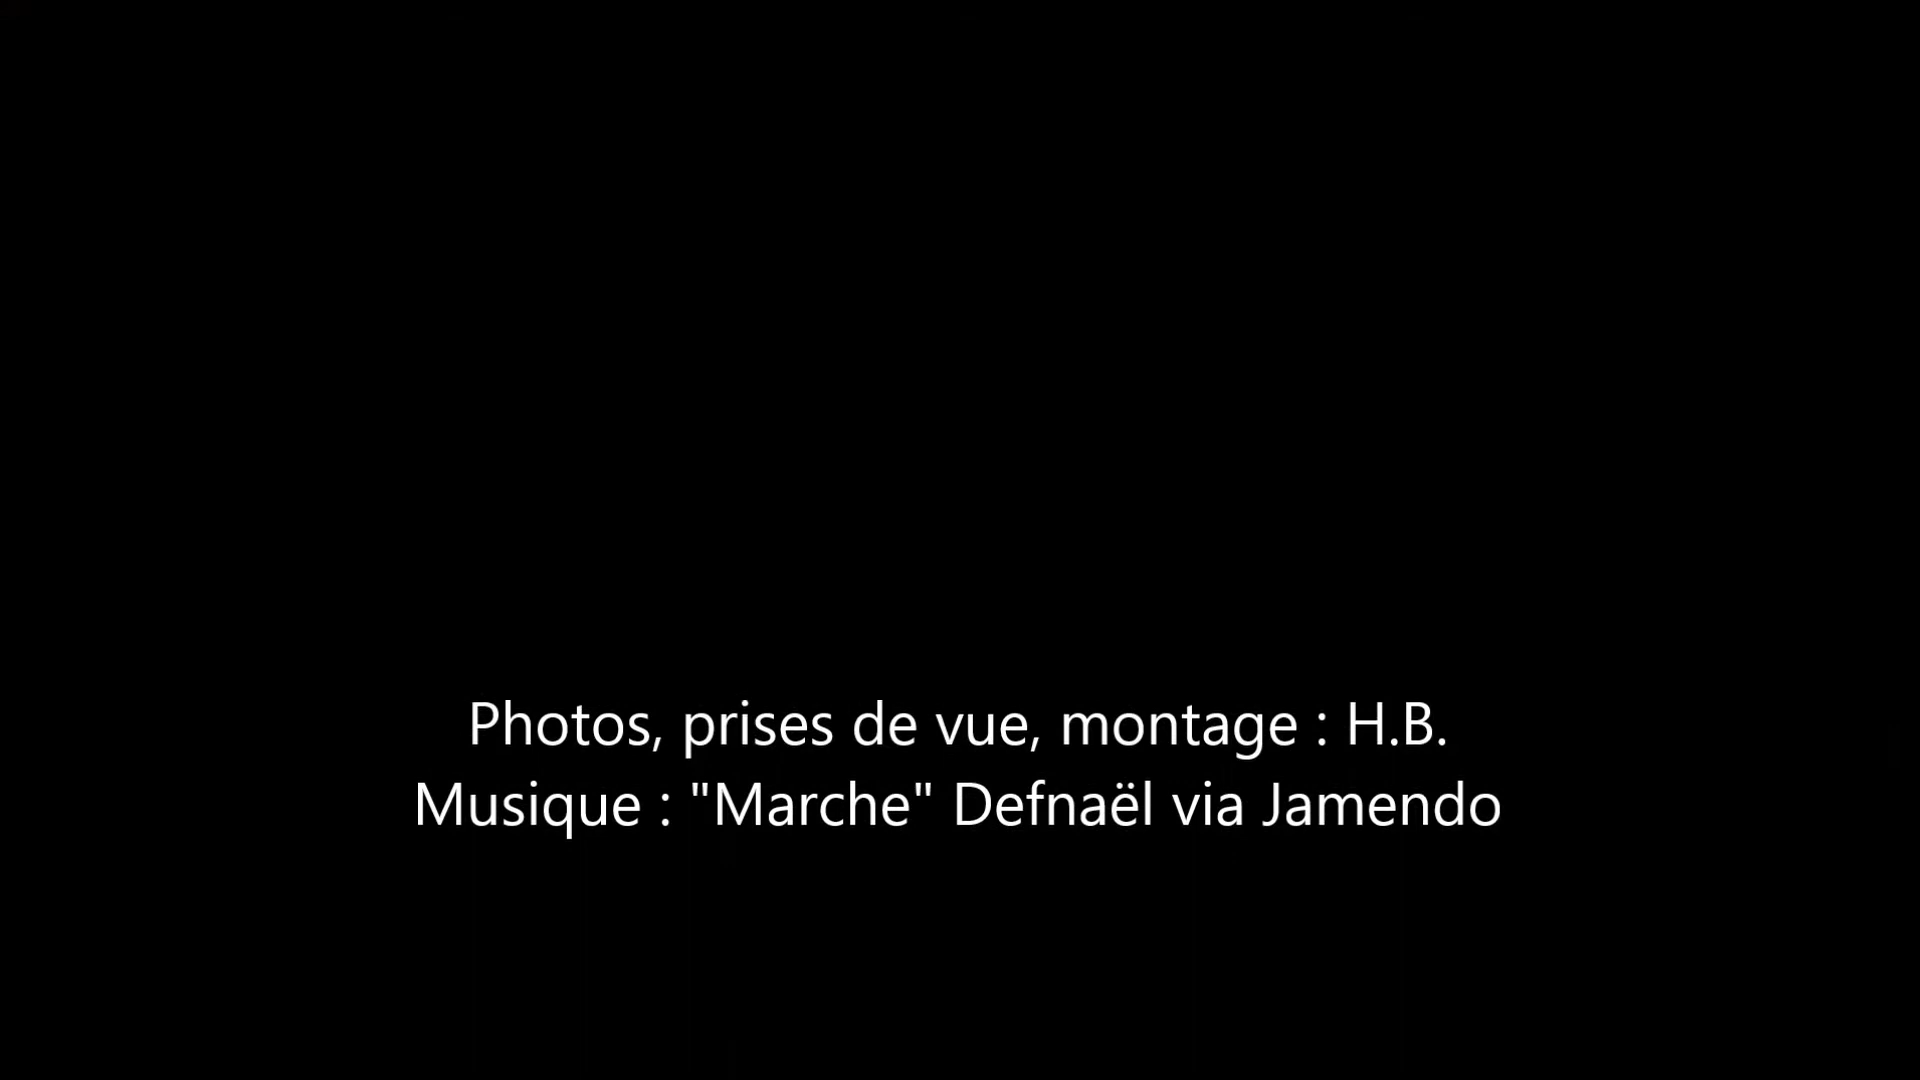 Photos, prises de vue, montage : H.B.
Musique : "Marche" Defnaël via Jamendo